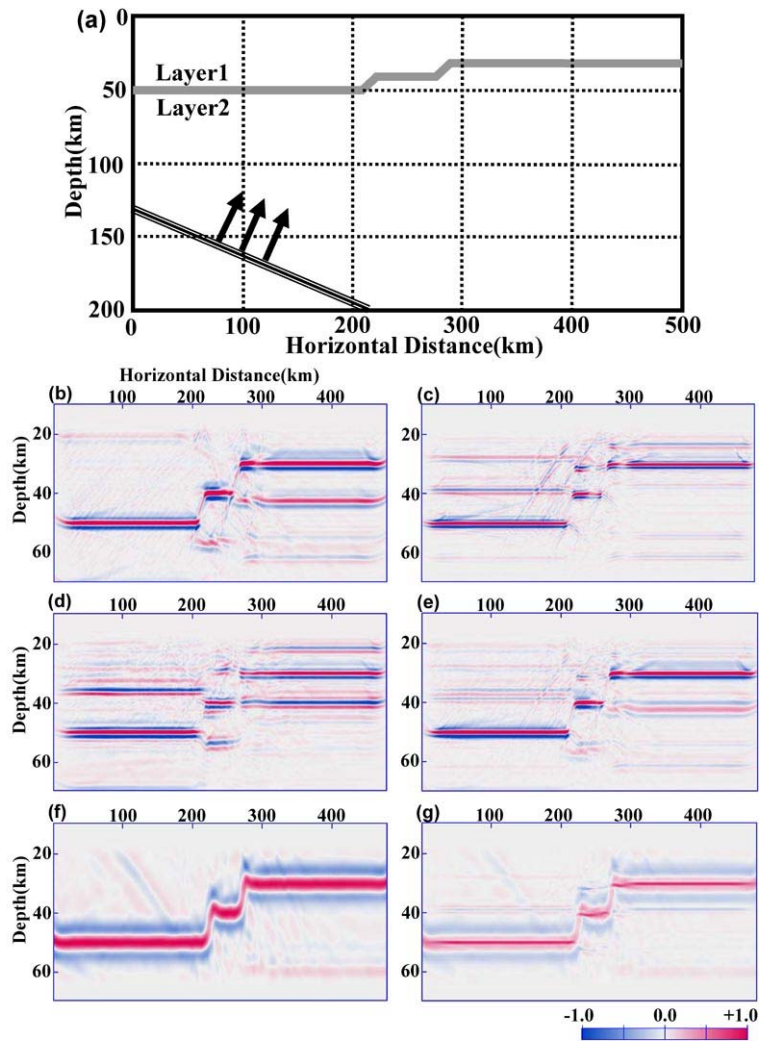 (a)
0
Layer1
50
Layer2
100
150
200
Depth(km)
0 100 200 300 400 500
Horizontal Distance(km)
Horizontal Distance(km)
(b) 100 200 300 400
20
40
60
Depth(km)
(c) 100 200 300 400
20
40
60
(d) 100 200 300 400
20
40
60
Depth(km)
(e) 100 200 300 400
20
40
60
(f) 100 200 300 400
20
40
60
Depth(km)
(g) 100 200 300 400
20
40
60
-1.0 0.0 +1.0